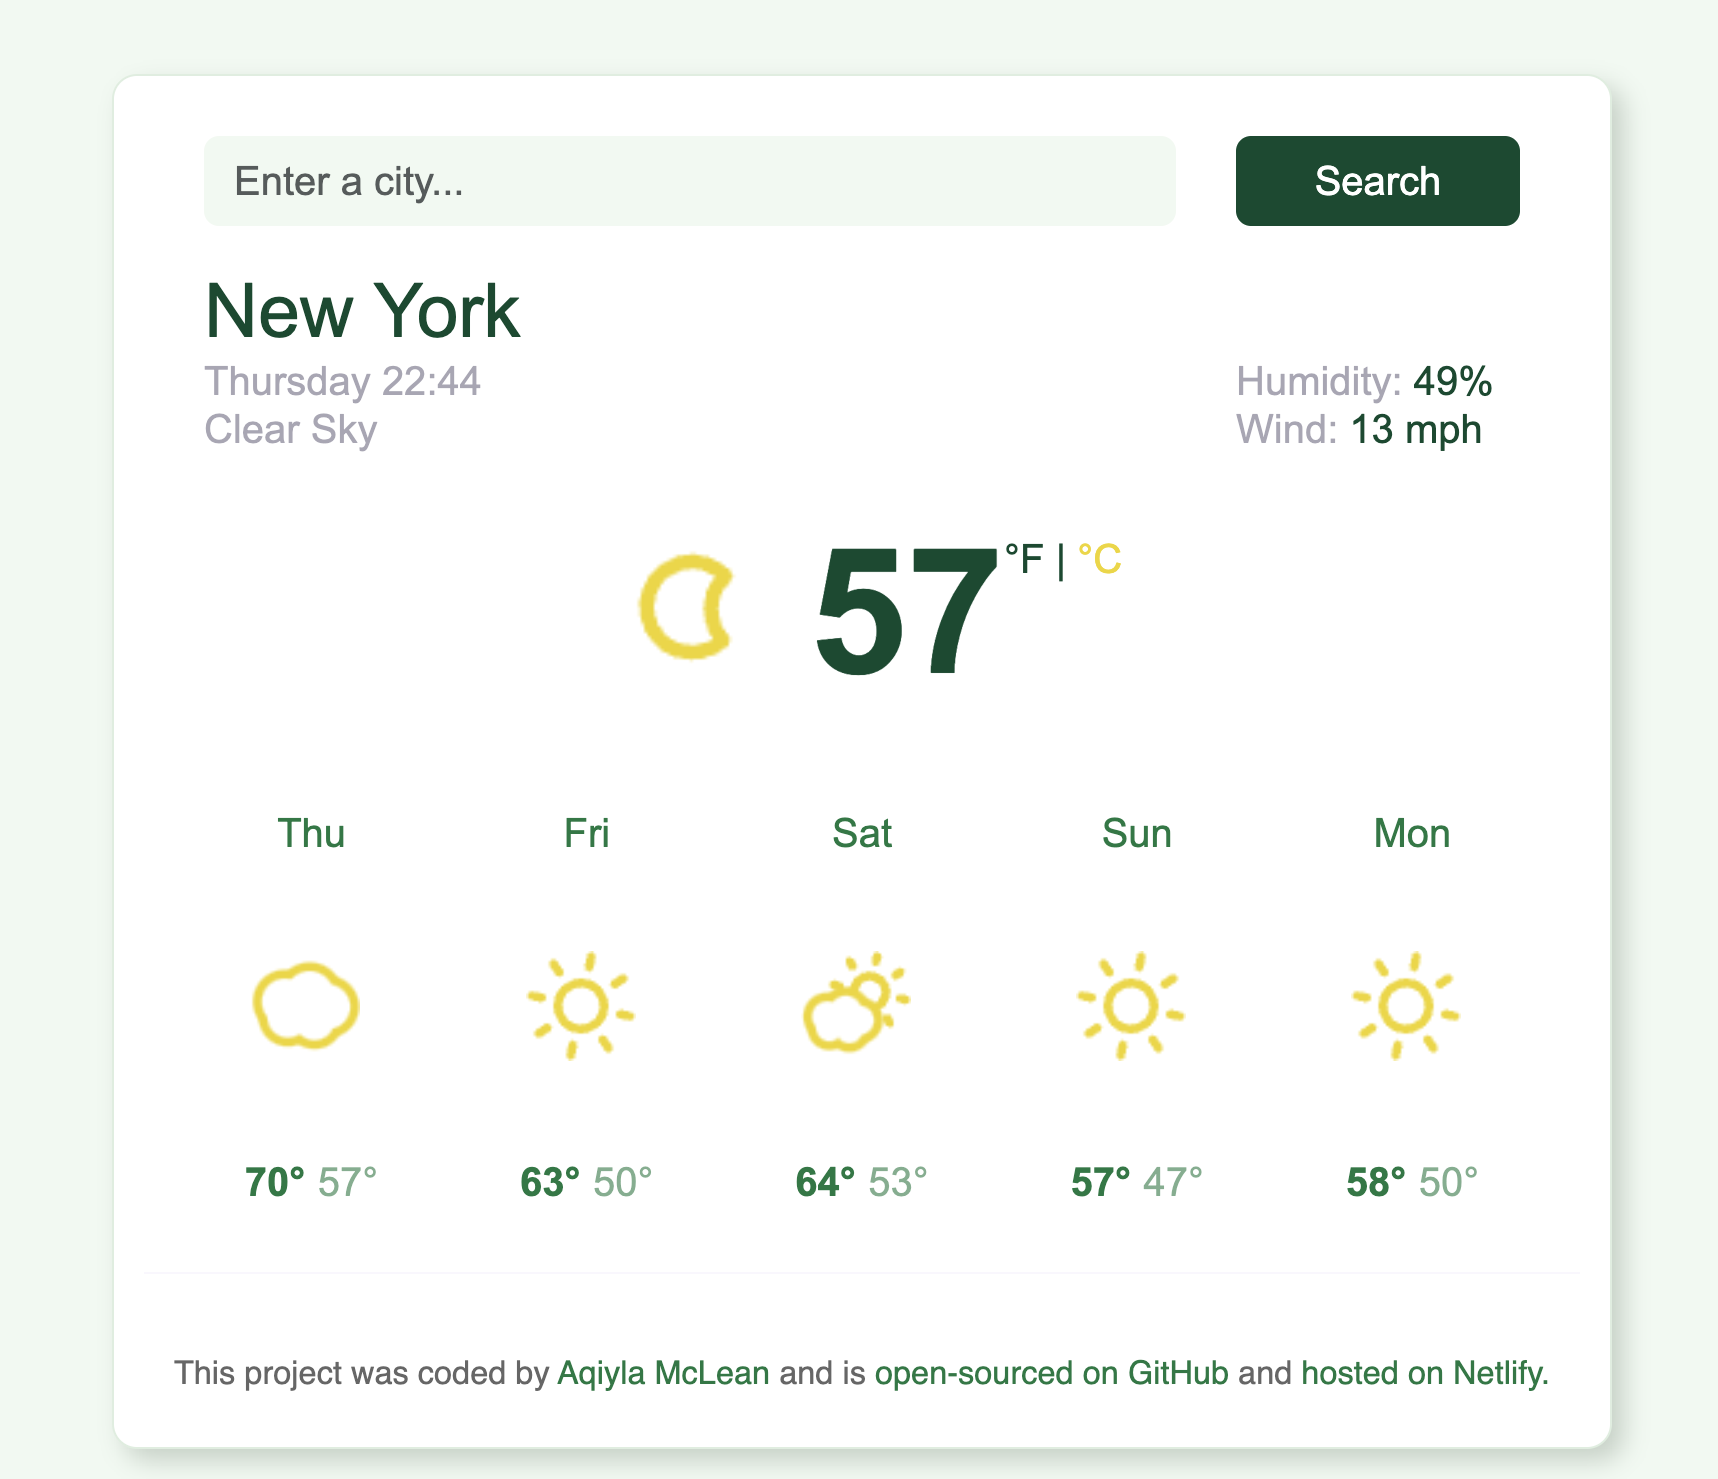 Enter a city...
Search
New York
Thursday 22:44
Clear Sky
Humidity: 49%
Wind: 13 mph
57 °F | °C
Thu Fri Sat Sun Mon
70° 57° 63° 50° 64° 53° 57° 47° 58° 50°
This project was coded by Aqiyla McLean and is open-sourced on GitHub and hosted on Netlify.